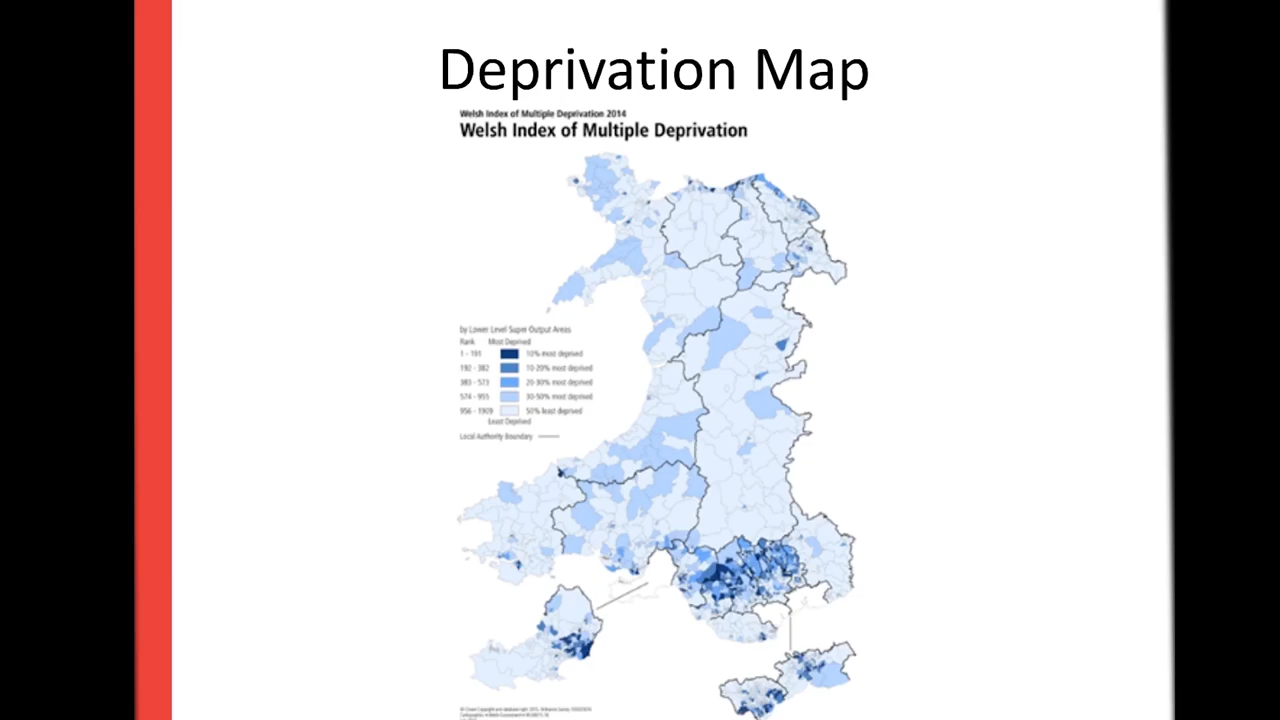 Deprivation Map
Welsh Index of Multiple Deprivation 2014
Welsh Index of Multiple Deprivation
by Lower Level Super Output Areas
Rank Most Deprived
1 - 191 10% most deprived
192 - 382 10-20% most deprived
383 - 573 20-30% most deprived
574 - 955 30-50% most deprived
956 - 1909 50% least deprived
Least Deprived
Local Authority Boundary